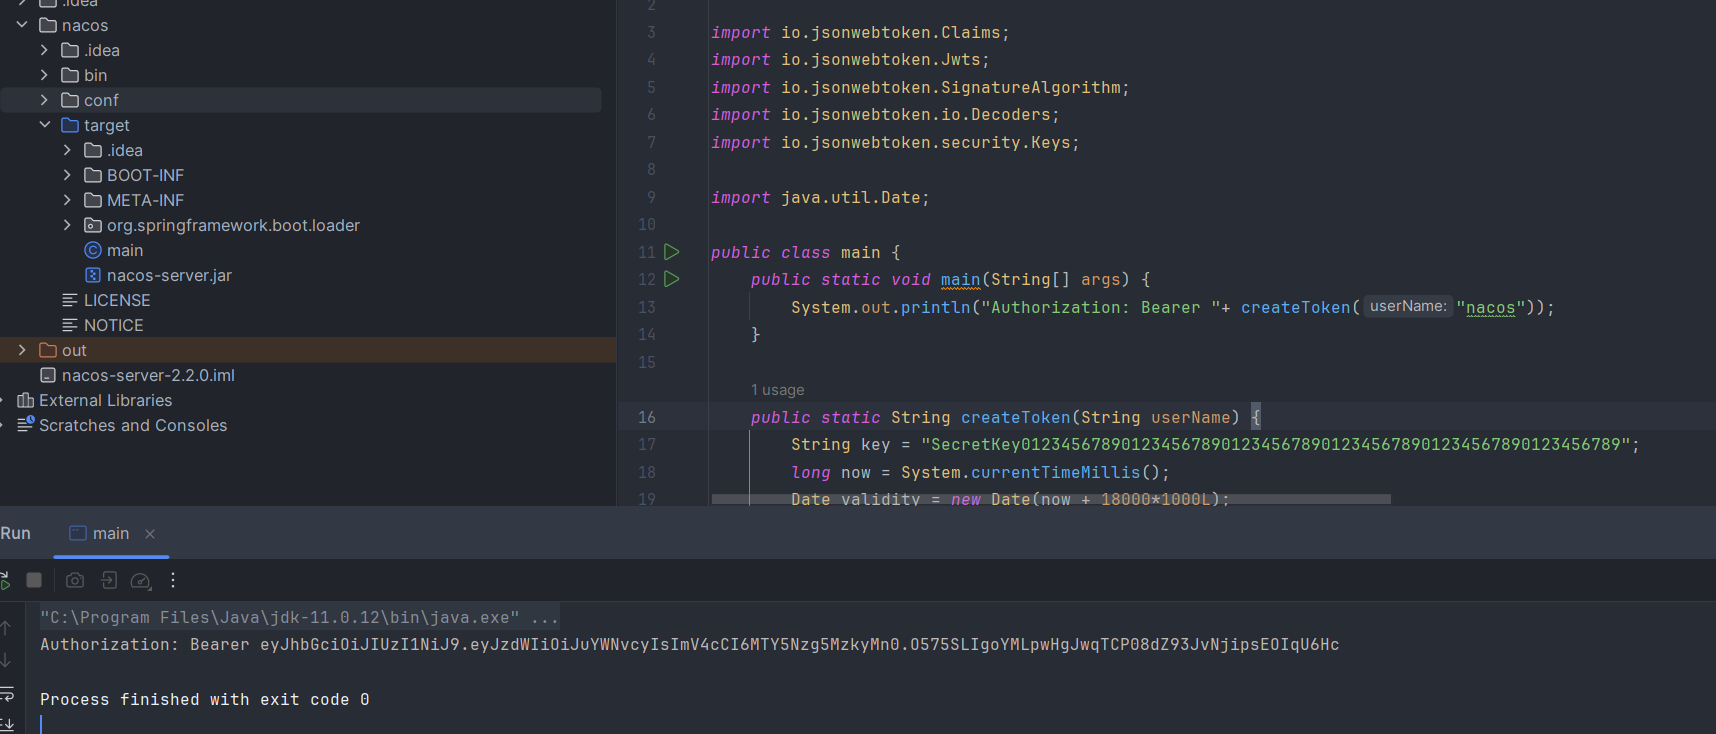 .idea
nacos
.idea
bin
conf
target
.idea
BOOT-INF
META-INF
org.springframework.boot.loader
main
nacos-server.jar
LICENSE
NOTICE
out
nacos-server-2.2.0.iml
External Libraries
Scratches and Consoles
2
3 import io.jsonwebtoken.Claims;
4 import io.jsonwebtoken.Jwts;
5 import io.jsonwebtoken.SignatureAlgorithm;
6 import io.jsonwebtoken.io.Decoders;
7 import io.jsonwebtoken.security.Keys;
8
9 import java.util.Date;
10
11 public class main {
12 public static void main(String[] args) {
13 System.out.println("Authorization: Bearer "+ createToken( userName: "nacos"));
14 }
15
1 usage
16 public static String createToken(String userName) {
17 String key = "SecretKey012345678901234567890123456789012345678901234567890123456789";
18 long now = System.currentTimeMillis();
19 Date validity = new Date(now + 18000*1000L);
Run main
"C:\Program Files\Java\jdk-11.0.12\bin\java.exe" ...
Authorization: Bearer eyJhbGciOiJIUzI1NiJ9.eyJzdWIiOiJuYWNvcyIsImV4cCI6MTY5Nzg5MzkyMn0.O575SLIgoYMLpwHgJwqTCP08dZ93JvNjipsEOIqU6Hc
Process finished with exit code 0